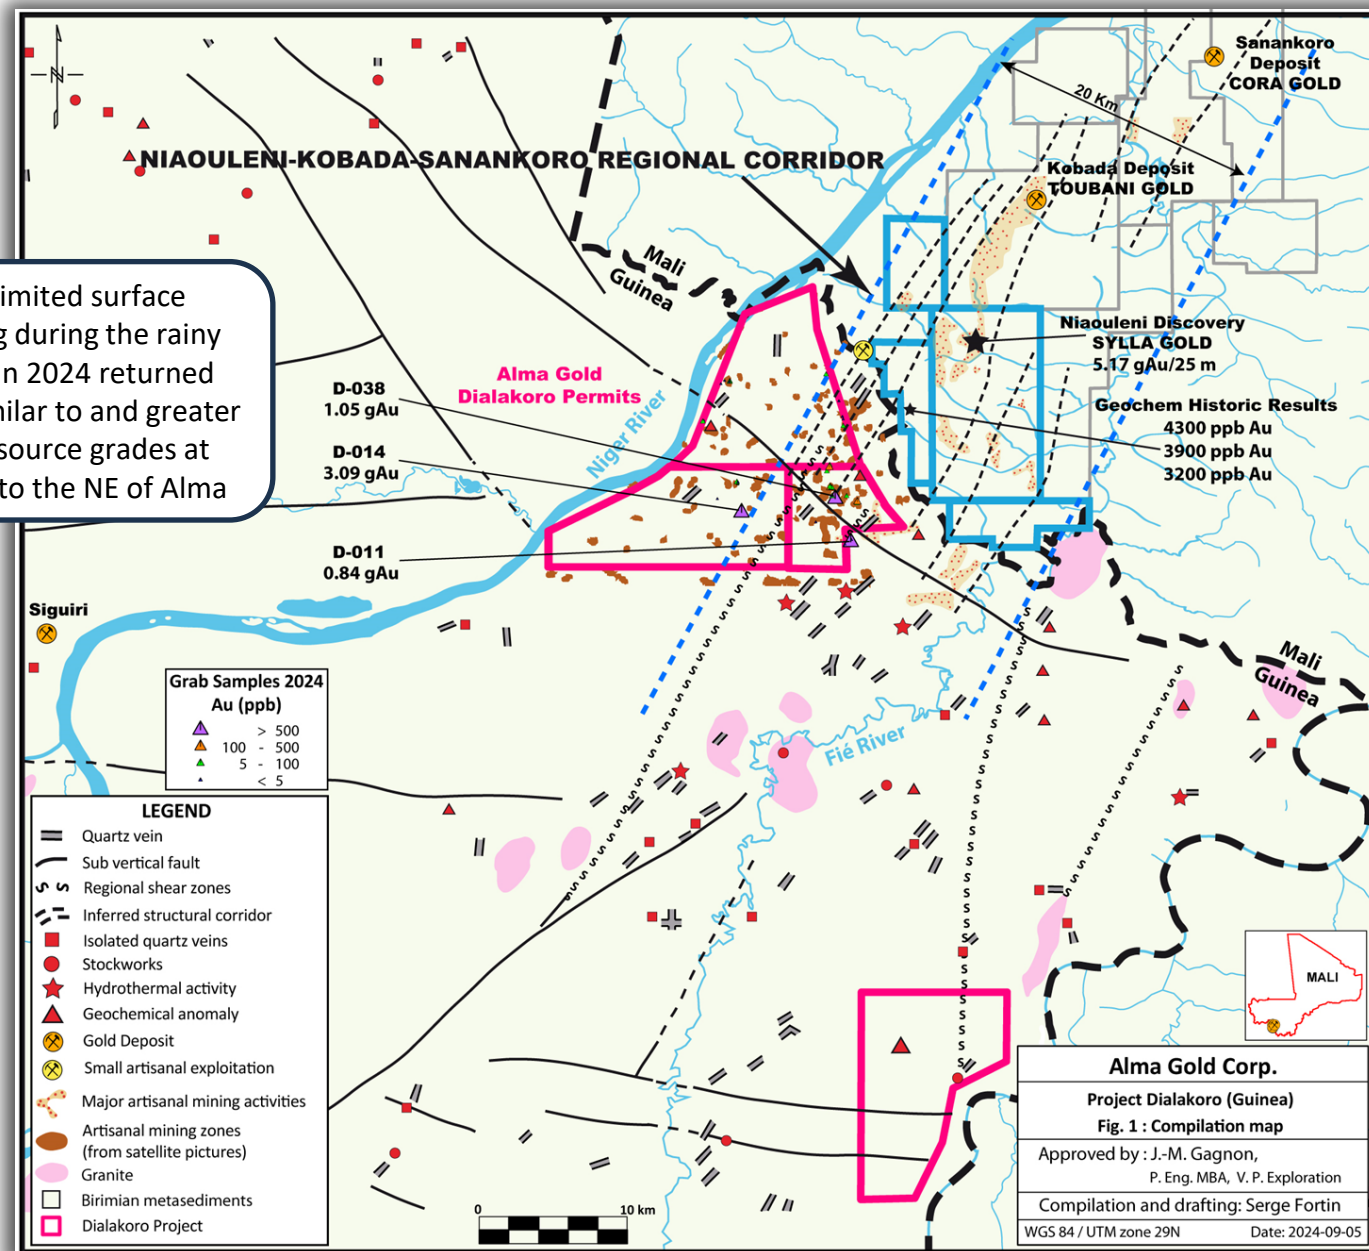 N
Sanankoro
Deposit
CORA GOLD
20 Km
NIAOULENI-KOBADA-SANANKORO REGIONAL CORRIDOR
Kobada Deposit
TOUBANI GOLD
Mali
Guinea
imited surface
g during the rainy
n 2024 returned
milar to and greater
source grades at
to the NE of Alma
Niaouleni Discovery
SYLLA GOLD
5.17 gAu/25 m
Alma Gold
Dialakoro Permits
Niger River
D-038
1.05 gAu
Geochem Historic Results
4300 ppb Au
3900 ppb Au
3200 ppb Au
D-014
3.09 gAu
D-011
0.84 gAu
Siguiri
Mali
Guinea
Fié River
Grab Samples 2024
Au (ppb)
> 500
100 - 500
5 - 100
< 5
LEGEND
Quartz vein
Sub vertical fault
S S Regional shear zones
Inferred structural corridor
Isolated quartz veins
Stockworks
Hydrothermal activity
Geochemical anomaly
Gold Deposit
Small artisanal exploitation
Major artisanal mining activities
Artisanal mining zones
(from satellite pictures)
Granite
Birimian metasediments
Dialakoro Project
0 10 km
MALI
Alma Gold Corp.
Project Dialakoro (Guinea)
Fig. 1 : Compilation map
Approved by : J.-M. Gagnon,
P. Eng. MBA, V. P. Exploration
Compilation and drafting: Serge Fortin
WGS 84 / UTM zone 29N Date: 2024-09-05